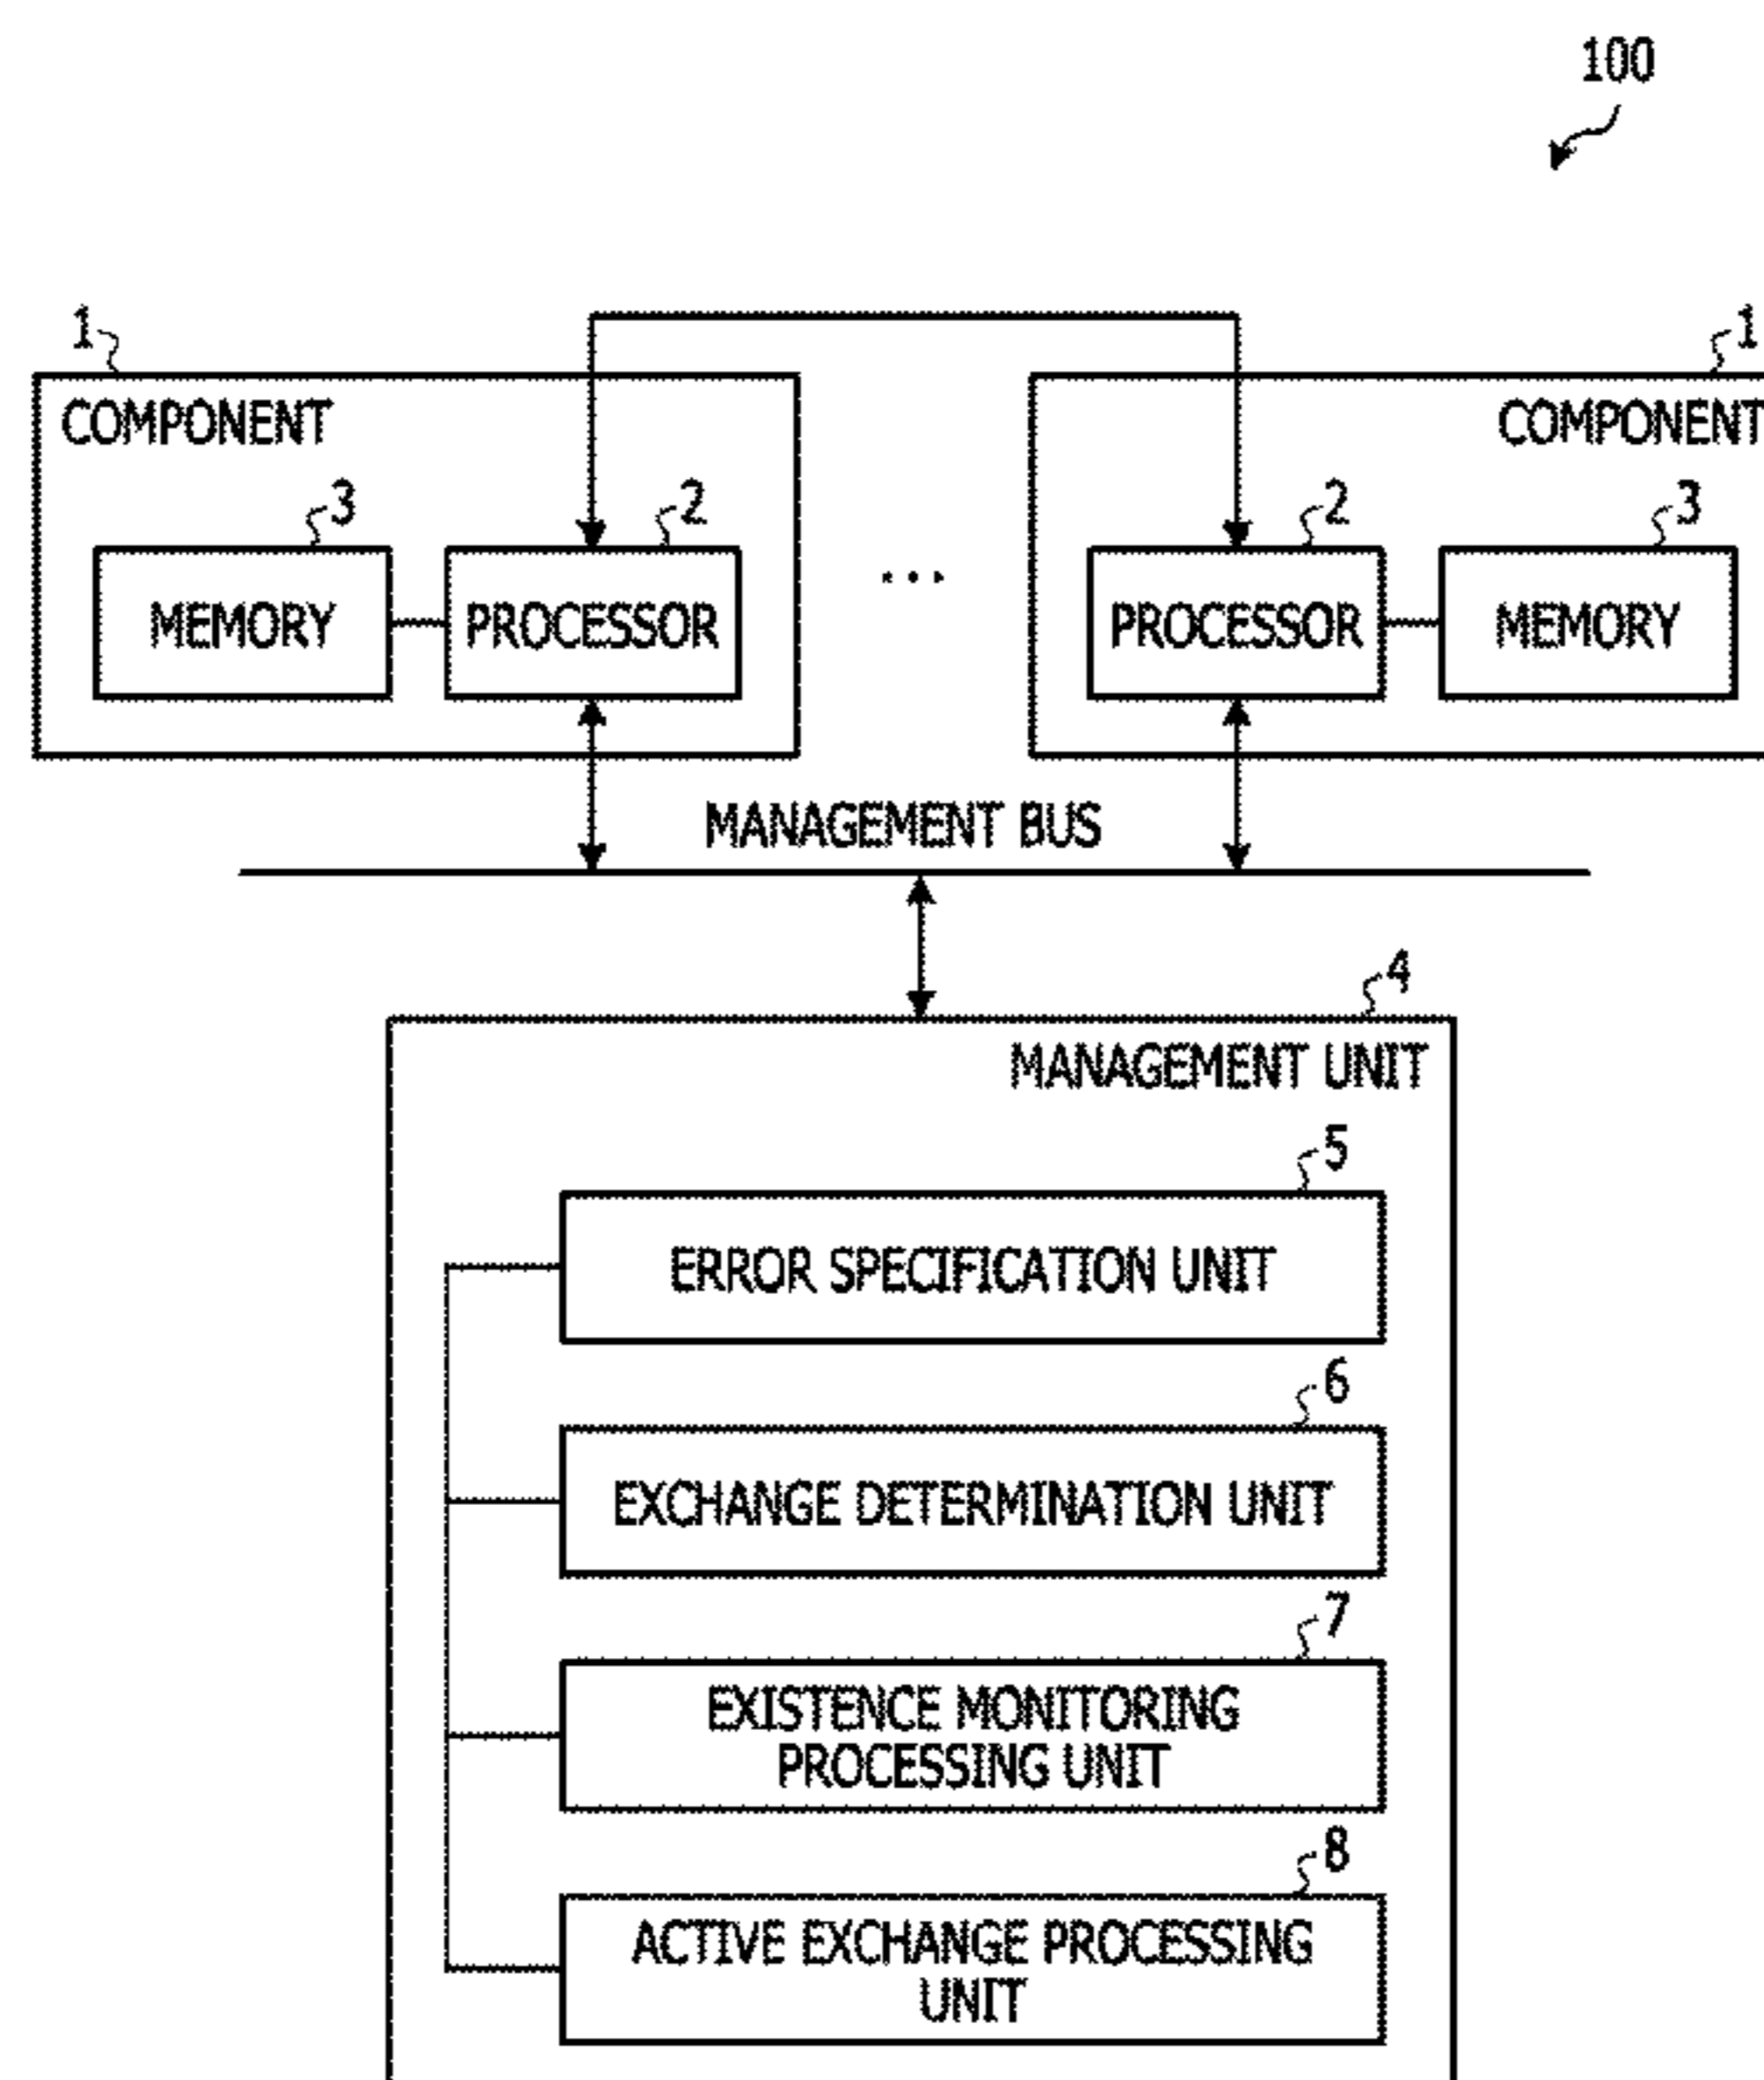 100
1
1
COMPONENT
COMPONENT
3
2
2
3
MEMORY
PROCESSOR
...
PROCESSOR
MEMORY
MANAGEMENT BUS
4
MANAGEMENT UNIT
5
ERROR SPECIFICATION UNIT
6
EXCHANGE DETERMINATION UNIT
7
EXISTENCE MONITORING
PROCESSING UNIT
8
ACTIVE EXCHANGE PROCESSING
UNIT